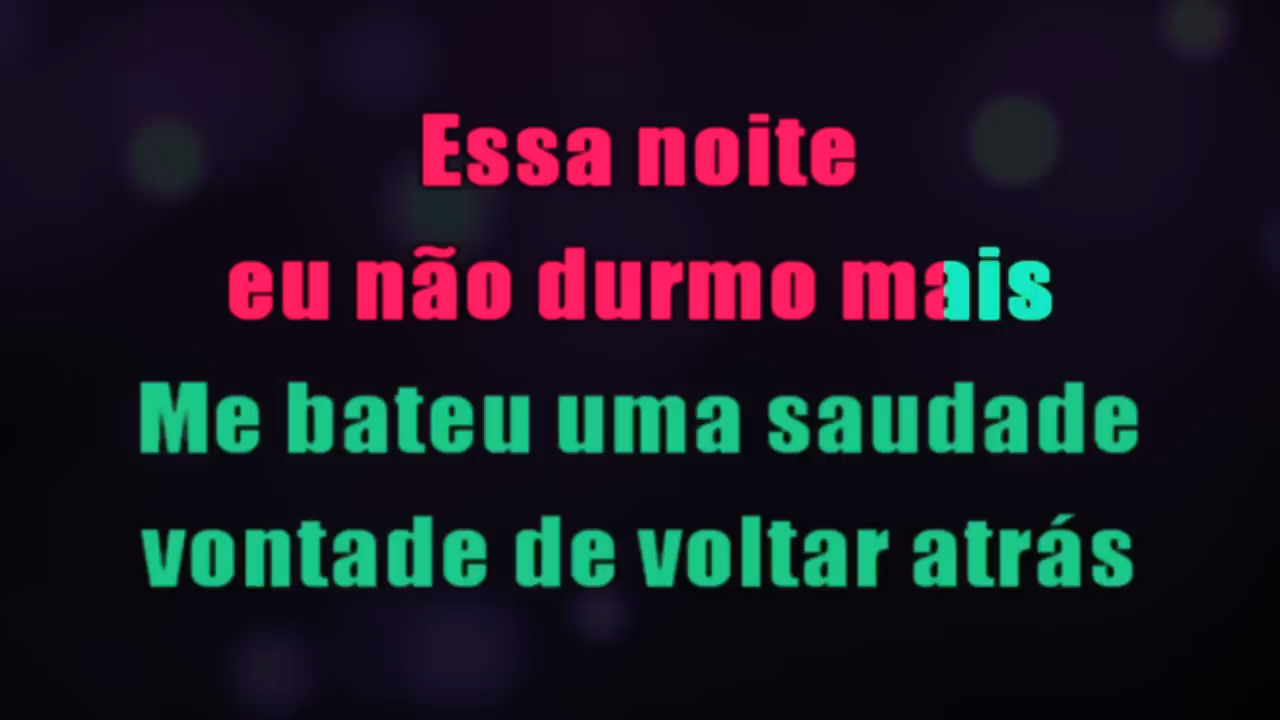 Essa noite
eu não durmo mais
Me bateu uma saudade
vontade de voltar atrás